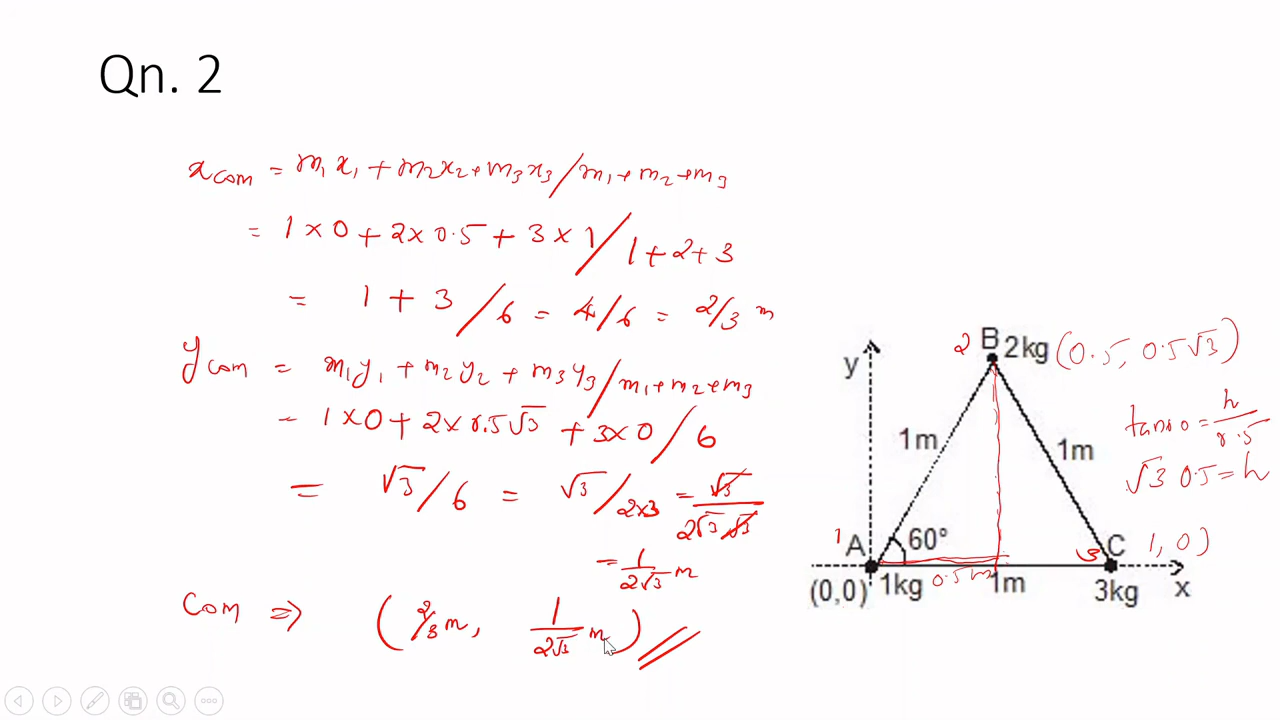 Qn. 2
x com = m₁x₁ + m₂x₂ + m₃x₃ / m₁ + m₂ + m₃
= 1 × 0 + 2 × 0.5 + 3 × 1 / 1 + 2 + 3
= 1 + 3 / 6 = 4/6 = 2/3 m
y com = m₁y₁ + m₂y₂ + m₃y₃ / m₁ + m₂ + m₃
= 1 × 0 + 2 × 0.5√3 + 3 × 0 / 6
= √3/6 = √3/2×3 = √3/2√3√3
= 1/2√3 m
Com ⇒ (2/3 m, 1/2√3 m)
y
2 B 2kg (0.5, 0.5√3)
1m
1m
= h/0.5
√3 0.5 = h
1 A 60°
3 C 1, 0)
(0,0) 1kg 0.5m 1m 3kg x